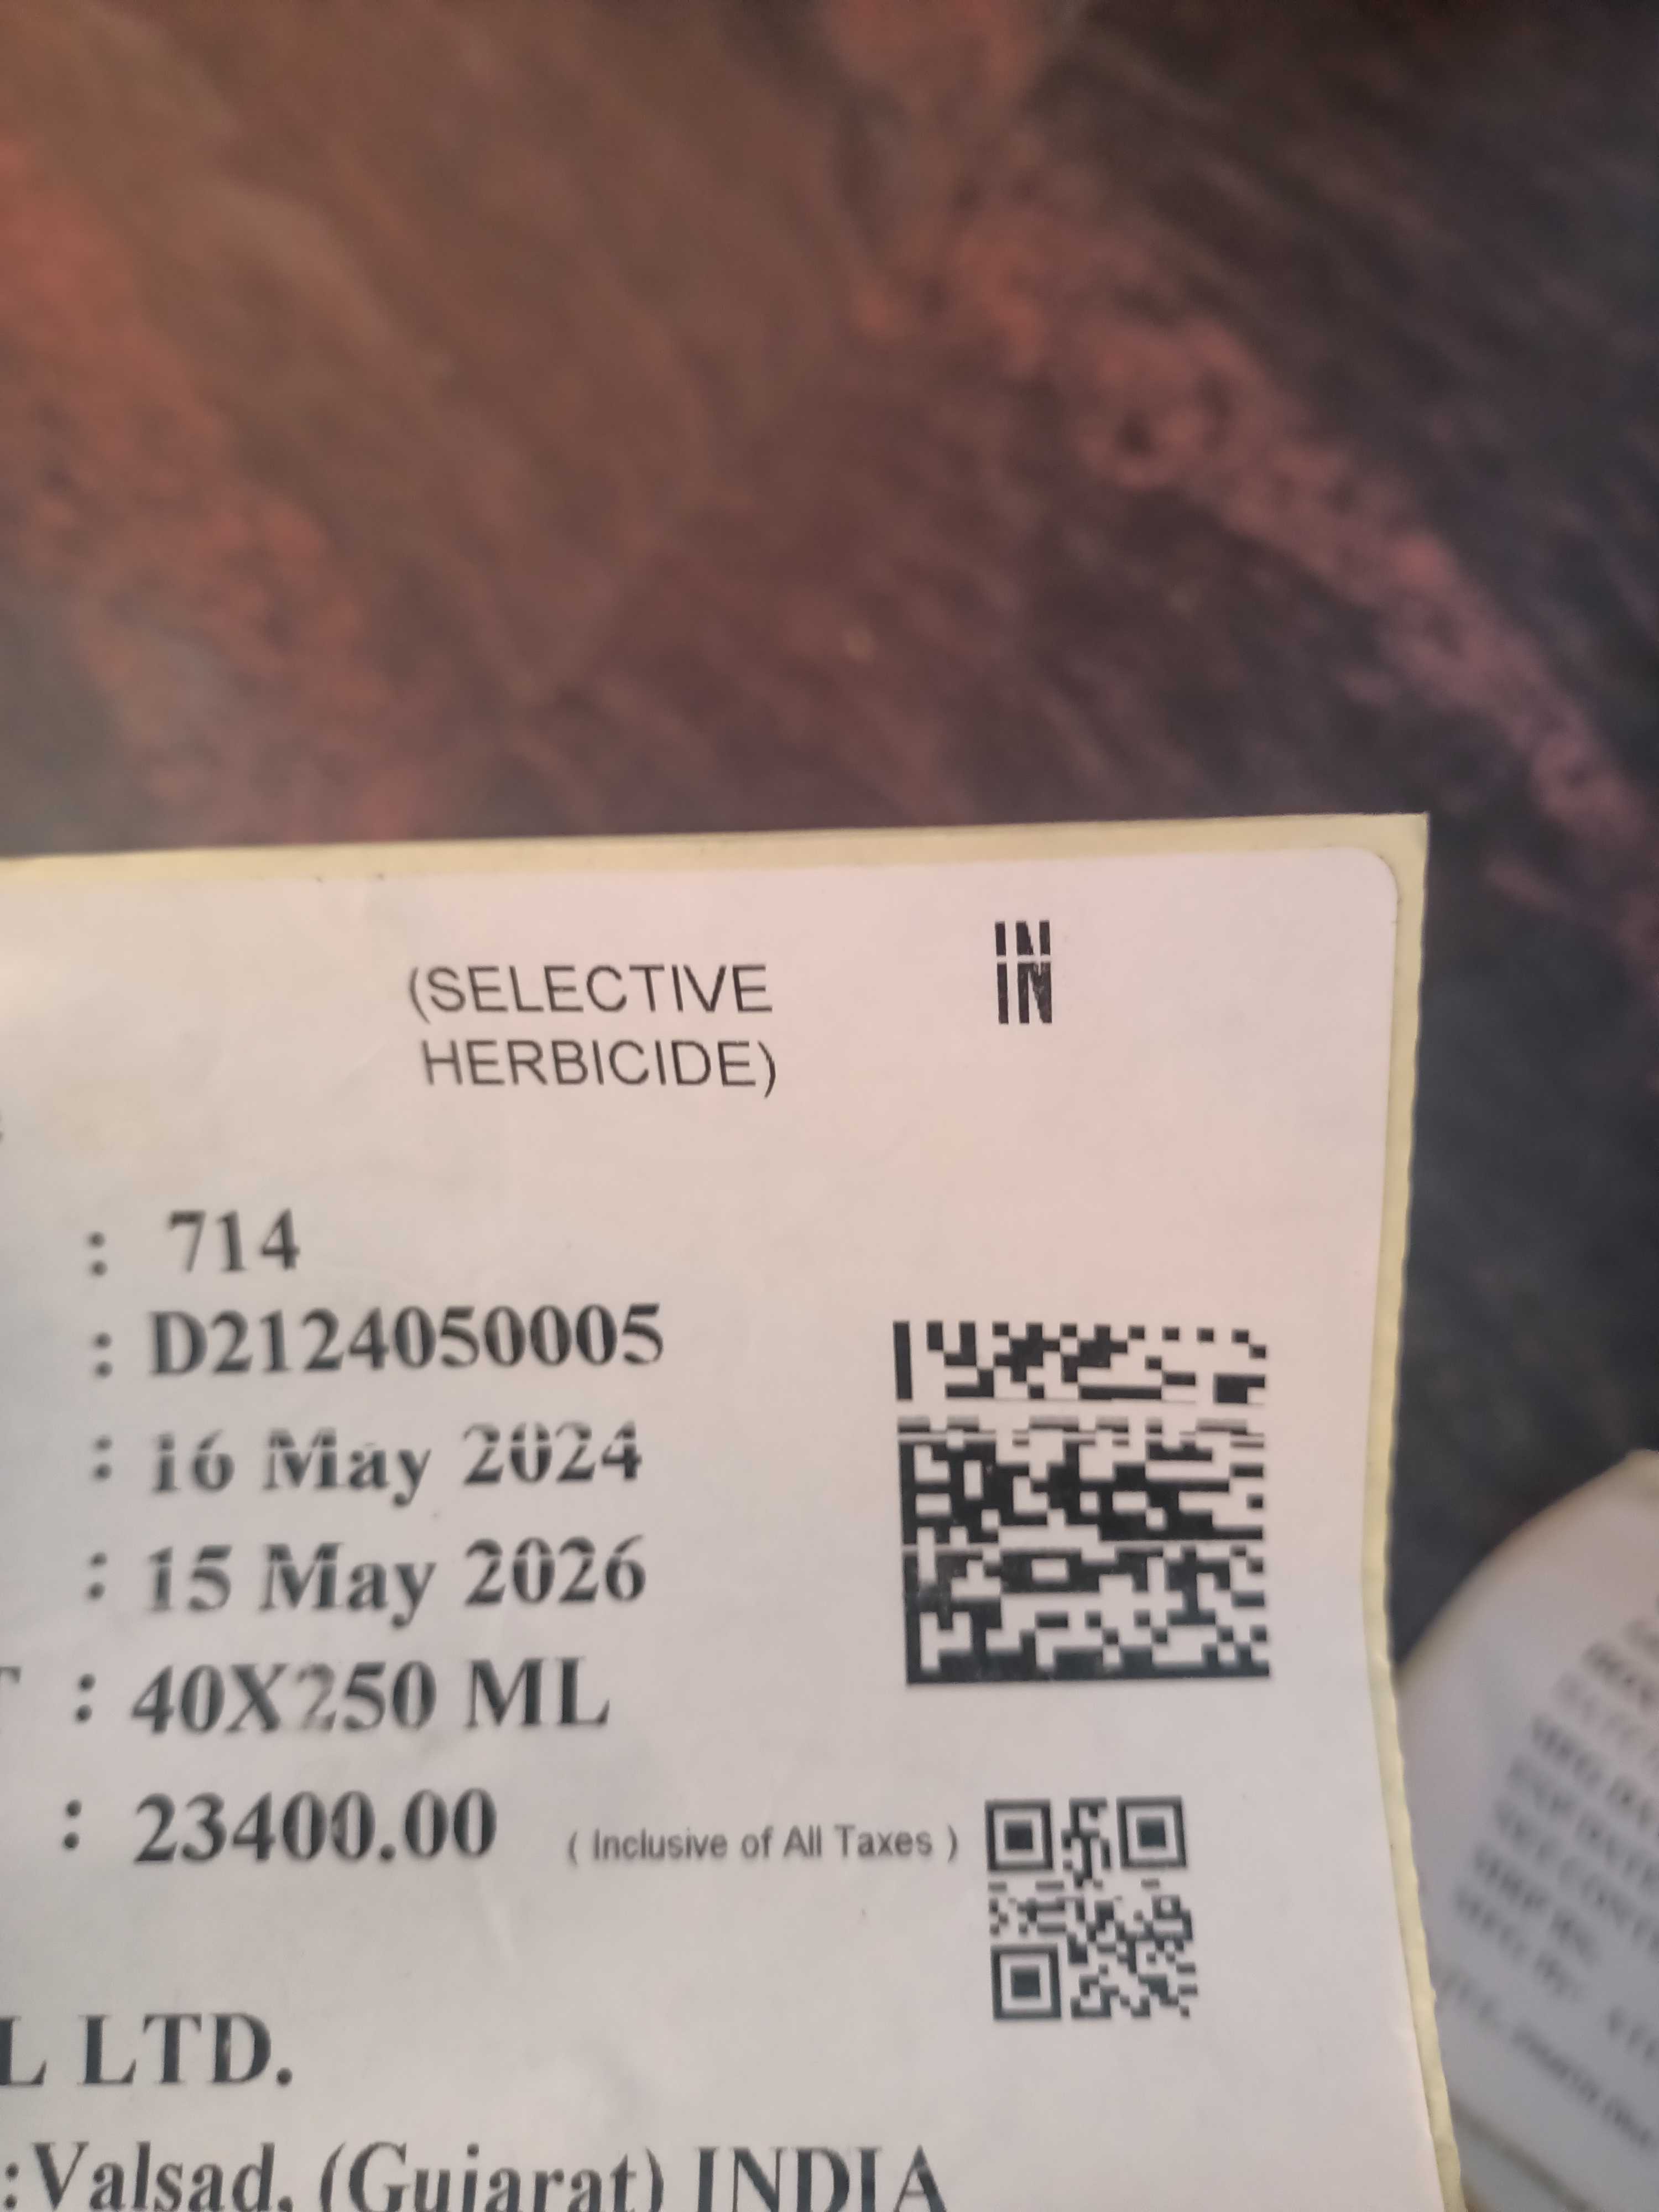 (SELECTIVE
HERBICIDE)
IN
: 714
: D2124050005
: 16 May 2024
: 15 May 2026
: 40X250 ML
: 23400.00 ( Inclusive of All Taxes )
L LTD.
:Valsad, (Gujarat) INDIA